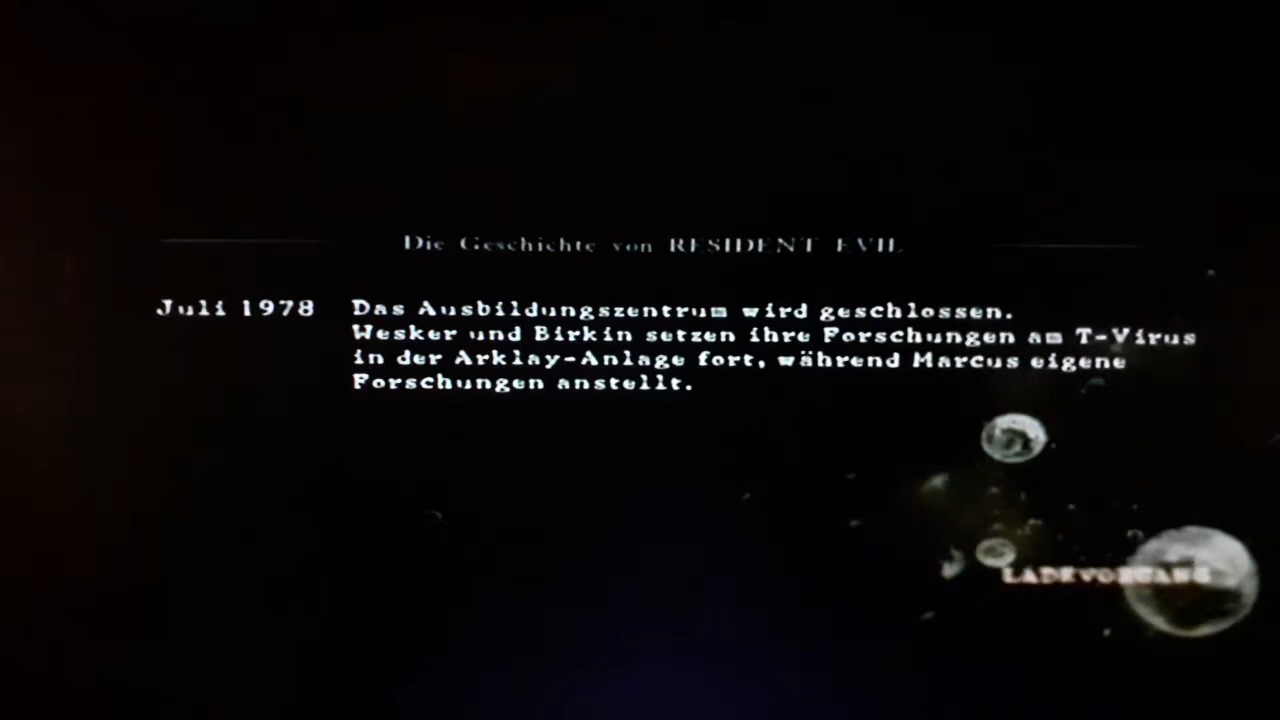 Die Geschichte von RESIDENT EVIL
Juli 1978 Das Ausbildungszentrum wird geschlossen.
Wesker und Birkin setzen ihre Forschungen am T-Virus
in der Arklay-Anlage fort, während Marcus eigene
Forschungen anstellt.
LADEVORGANG